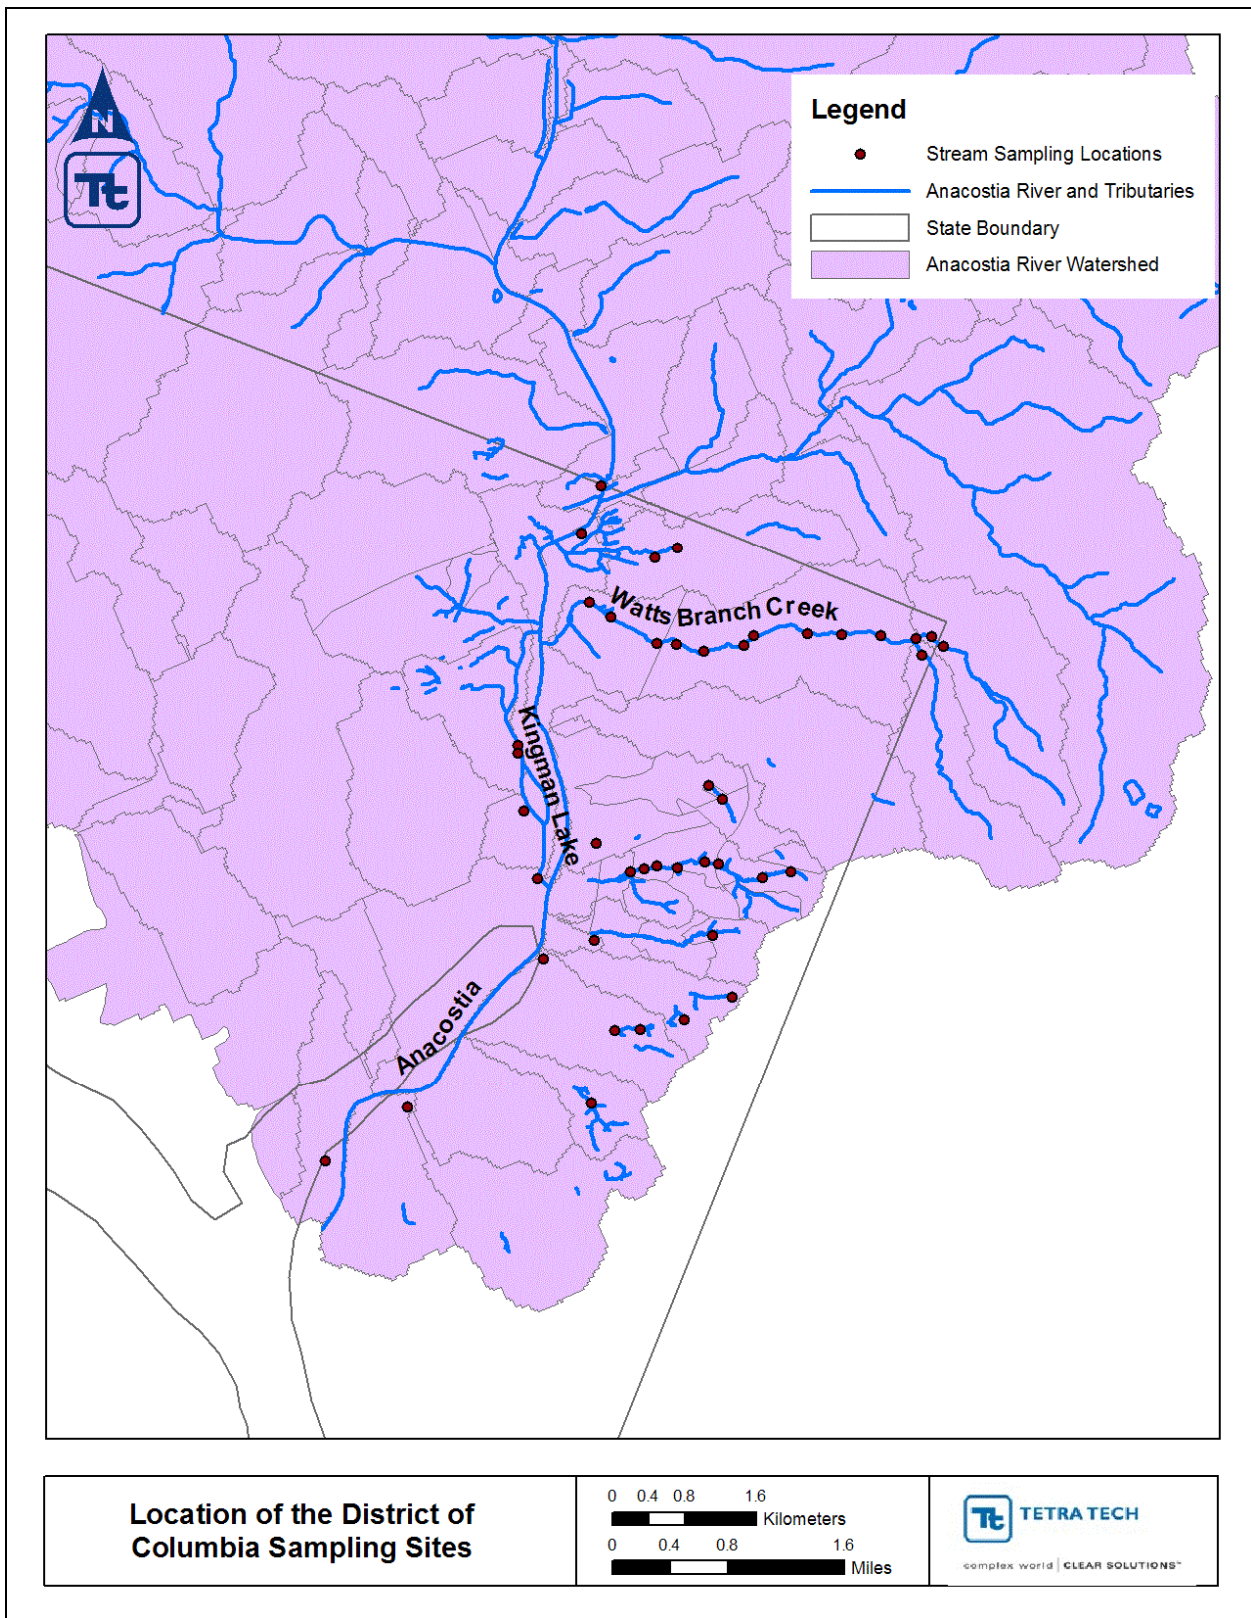 N
Tt
Legend
Stream Sampling Locations
Anacostia River and Tributaries
State Boundary
Anacostia River Watershed
Watts Branch Creek
Kingman Lake
Anacostia
Location of the District of
Columbia Sampling Sites
0 0.4 0.8 1.6
Kilometers
0 0.4 0.8 1.6
Miles
Tt TETRA TECH
complex world | CLEAR SOLUTIONS™